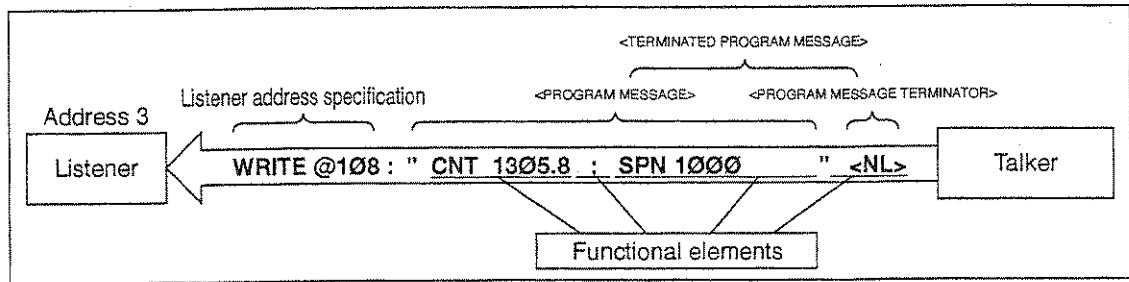 <TERMINATED PROGRAM MESSAGE>
Listener address specification <PROGRAM MESSAGE> <PROGRAM MESSAGE TERMINATOR>
Address 3
Listener WRITE @1Ø8 : " CNT 13Ø5.8 ; SPN 1ØØØ " <NL> Talker
Functional elements